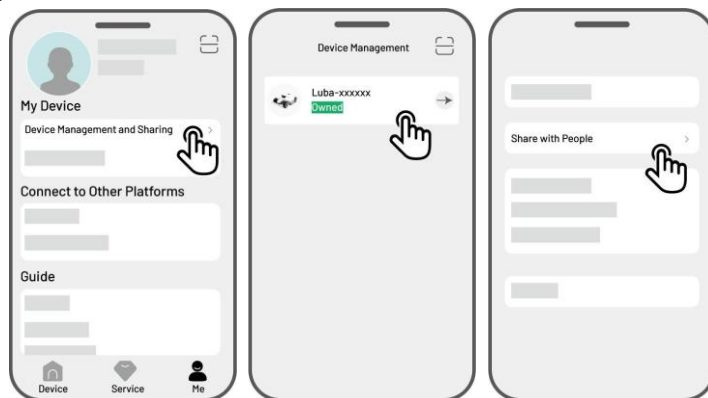 My Device
Device Management and Sharing
Connect to Other Platforms
Guide
Device
Service
Me
Device Management
Luba-xxxxxx
Owned
Share with People